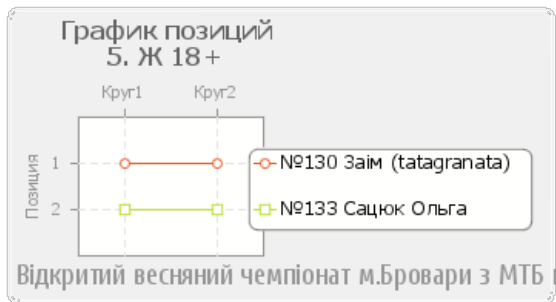 График позиций
5. Ж 18+
Круг1 Круг2
Позиция
1
2
№130 Заім (tatagranata)
№133 Сацюк Ольга
Відкритий весняний чемпіонат м.Бровари з МТБ